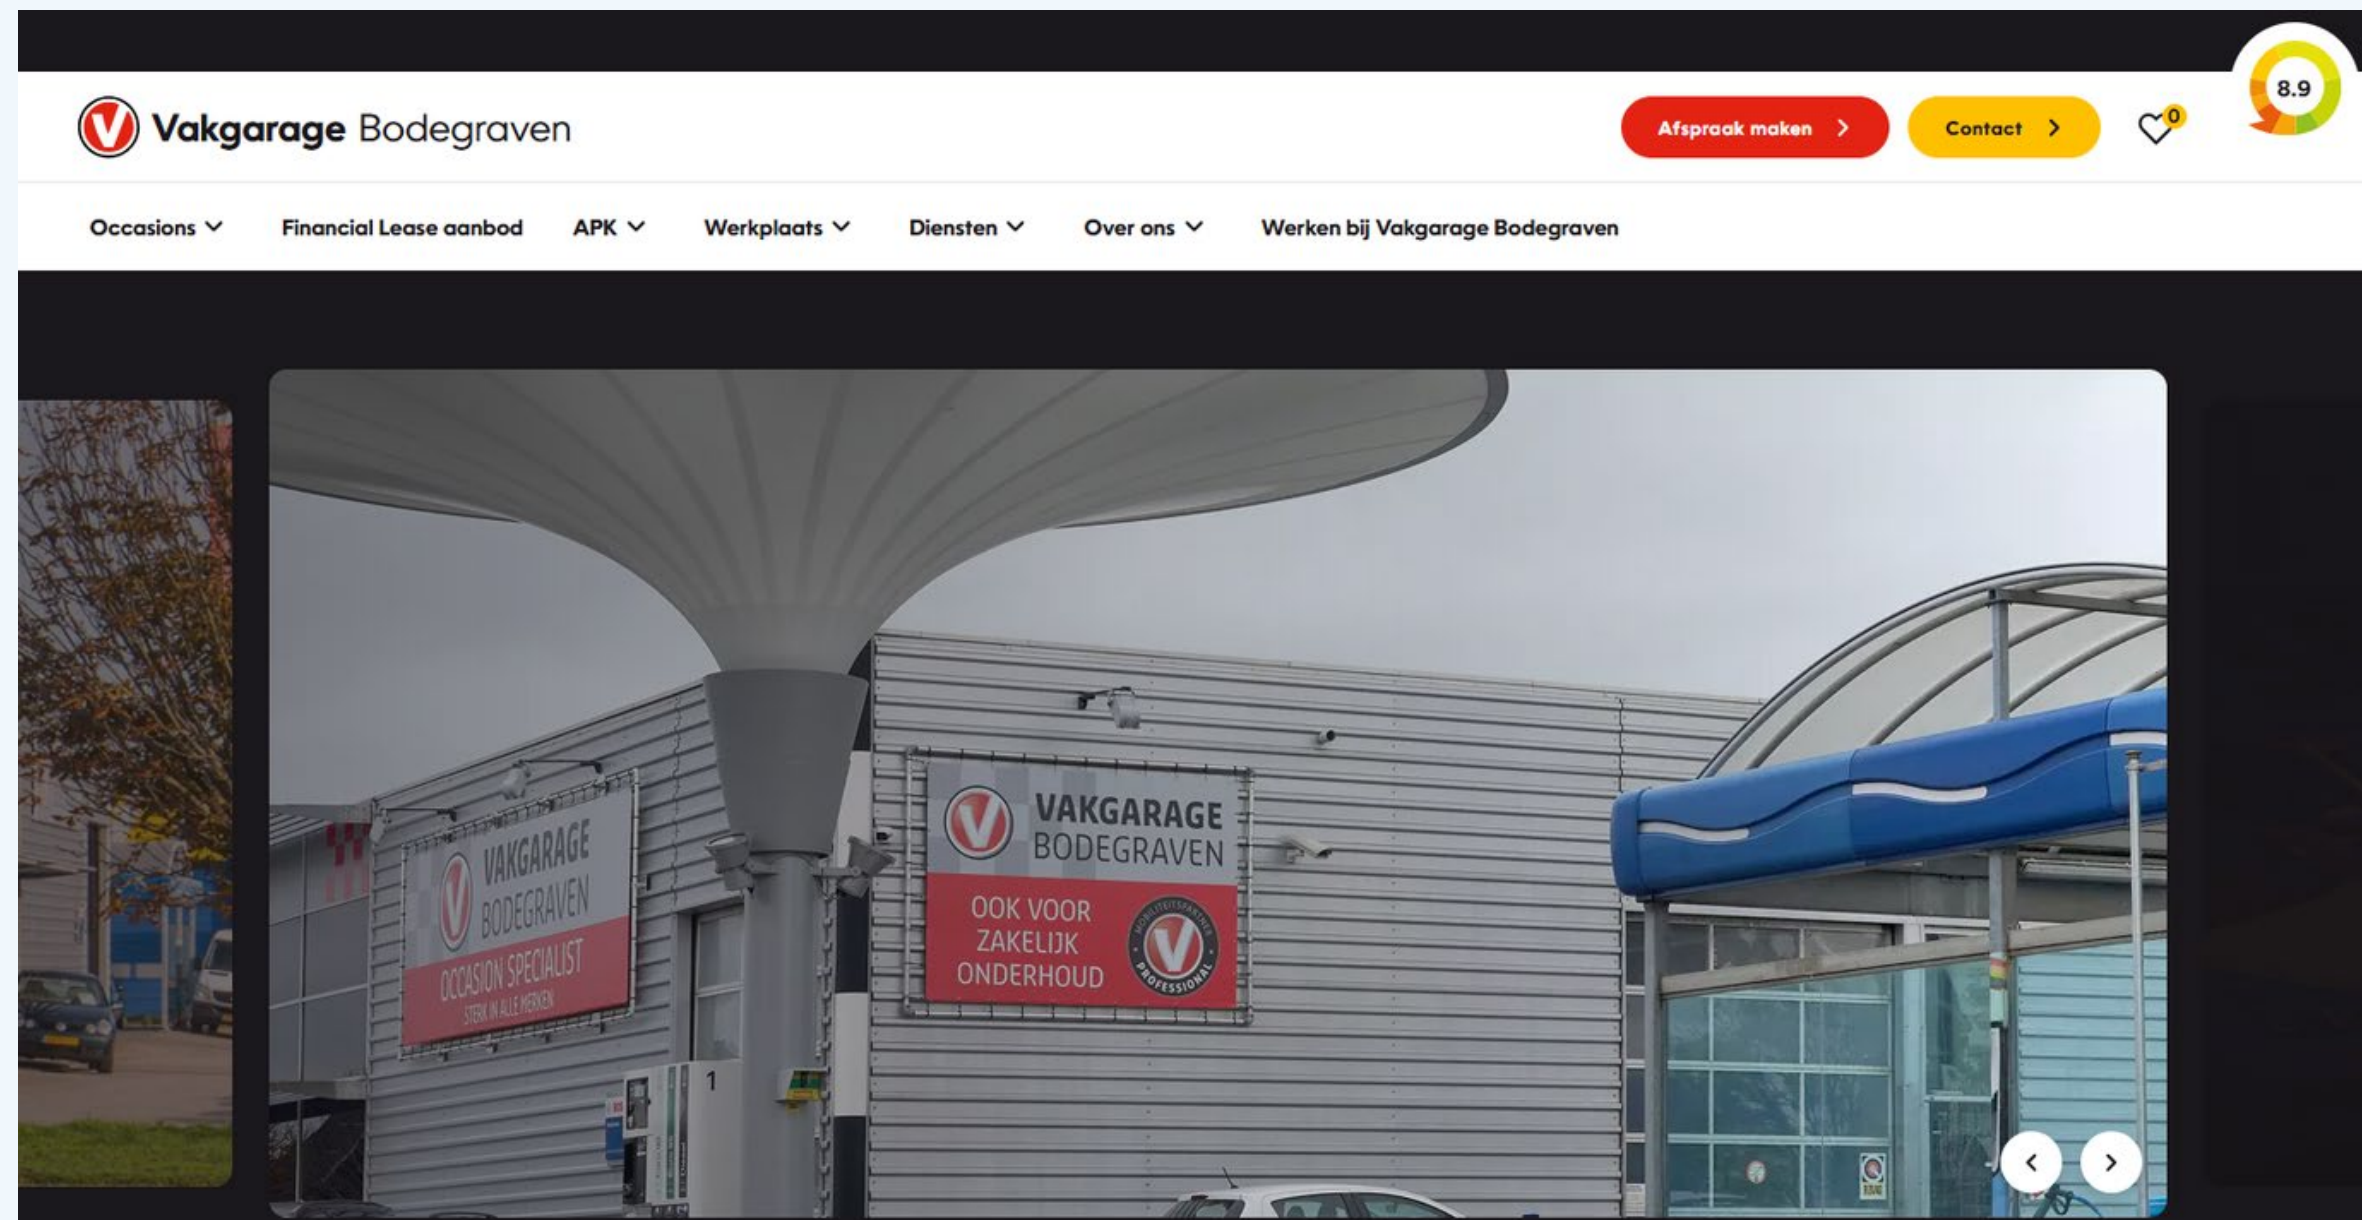 8.9
Vakgarage Bodegraven
Afspraak maken
Contact
0
Occasions
Financial Lease aanbod
APK
Werkplaats
Diensten
Over ons
Werken bij Vakgarage Bodegraven
VAKGARAGE
BODEGRAVEN
OCCASION SPECIALIST
STERK IN ALLE MERKEN
VAKGARAGE
BODEGRAVEN
OOK VOOR
ZAKELIJK
ONDERHOUD
MOBILITEITSPARTNER
PROFESSIONAL
1